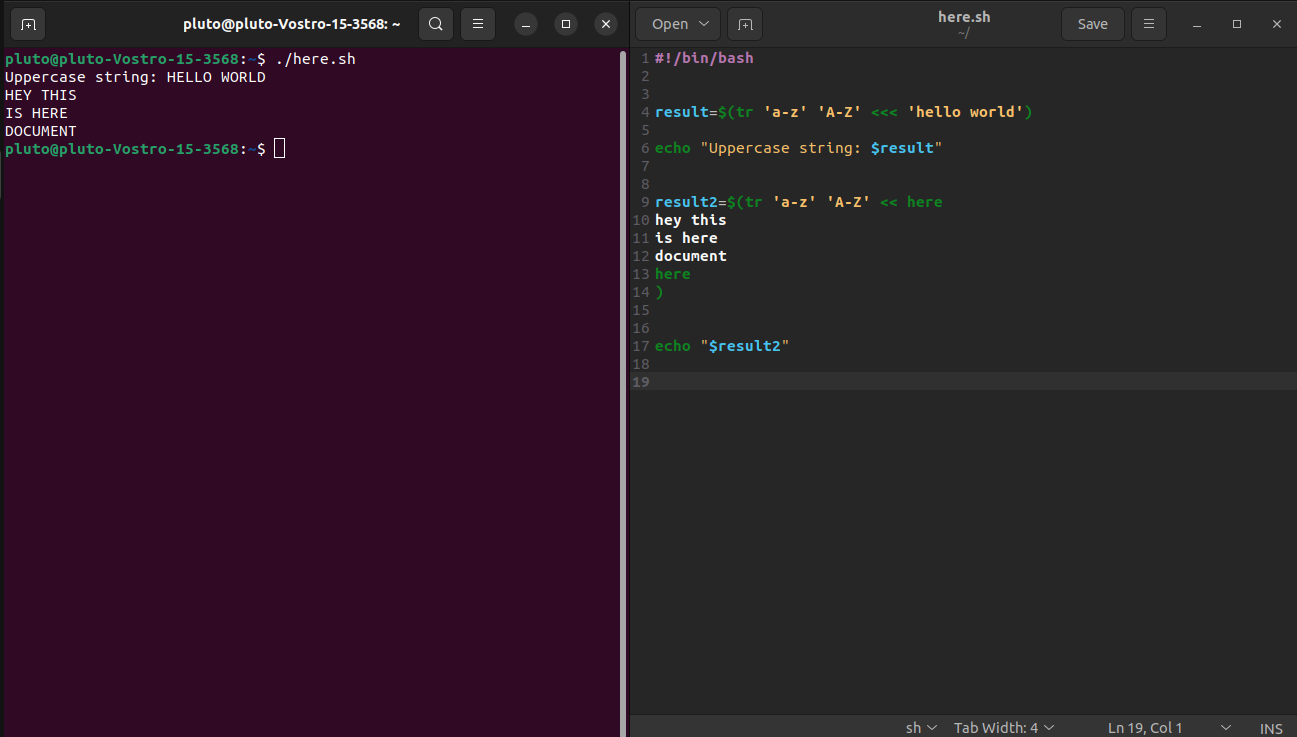 pluto@pluto-Vostro-15-3568: ~
pluto@pluto-Vostro-15-3568:~$ ./here.sh
Uppercase string: HELLO WORLD
HEY THIS
IS HERE
DOCUMENT
pluto@pluto-Vostro-15-3568:~$
Open
here.sh
~/
Save
1 #!/bin/bash
2
3
4 result=$(tr 'a-z' 'A-Z' <<< 'hello world')
5
6 echo "Uppercase string: $result"
7
8
9 result2=$(tr 'a-z' 'A-Z' << here
10 hey this
11 is here
12 document
13 here
14 )
15
16
17 echo "$result2"
18
19
sh Tab Width: 4 Ln 19, Col 1 INS